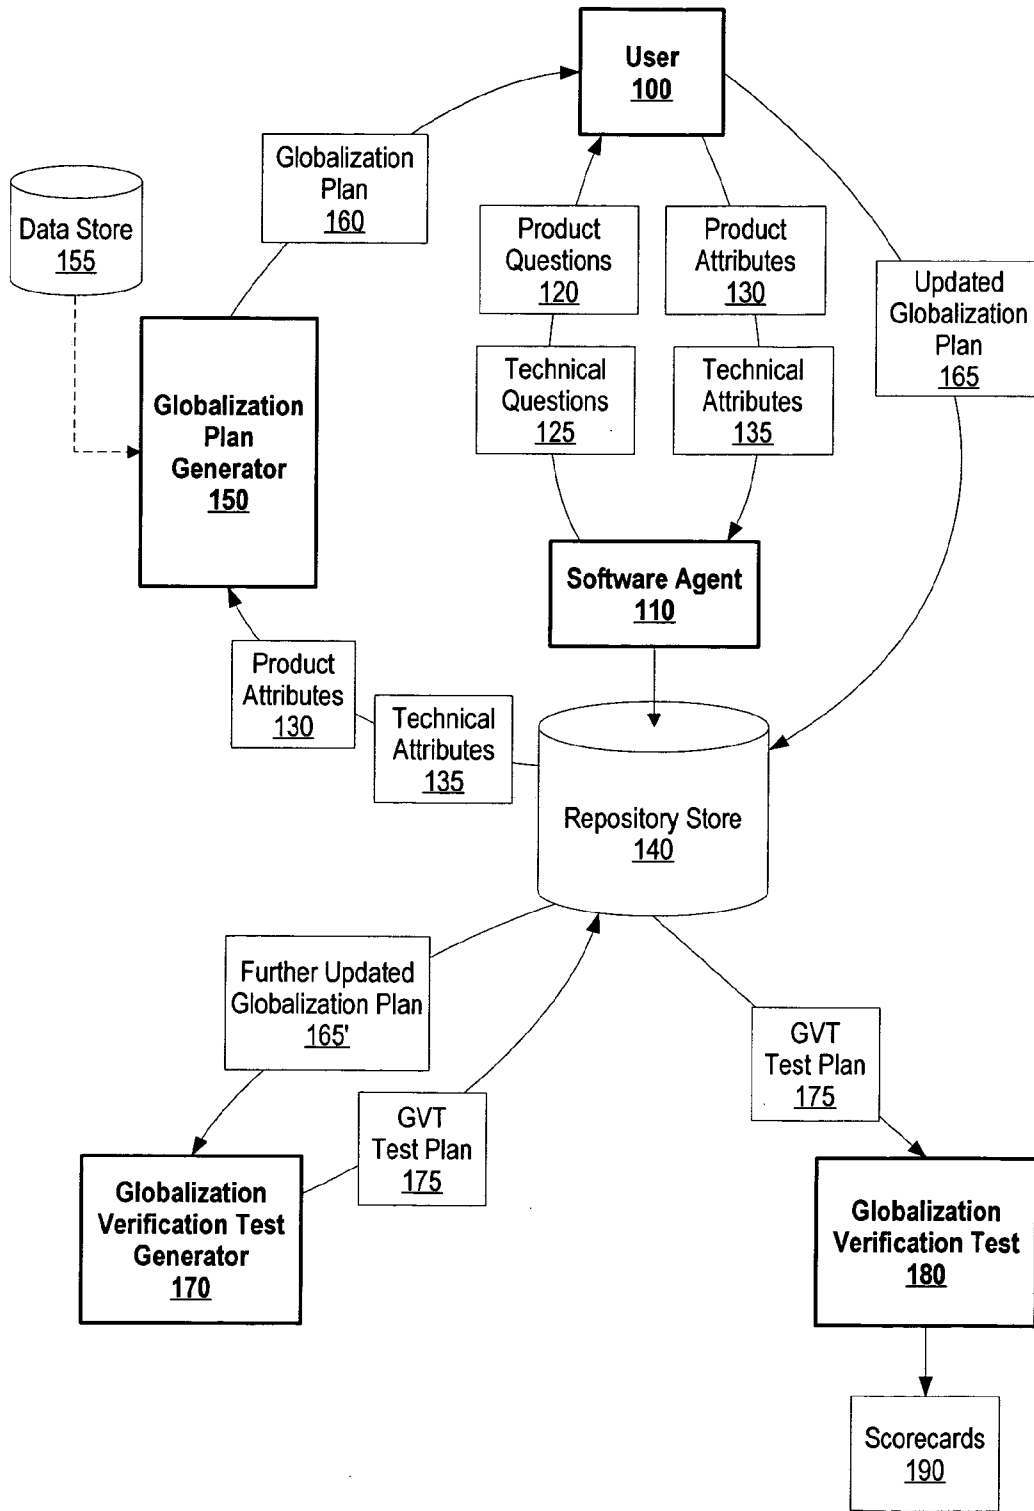 User
100
Globalization
Plan
160
Data Store
155
Product
Questions
120
Product
Attributes
130
Updated
Globalization
Plan
165
Technical
Questions
125
Technical
Attributes
135
Globalization
Plan
Generator
150
Software Agent
110
Product
Attributes
130
Technical
Attributes
135
Repository Store
140
Further Updated
Globalization Plan
165'
GVT
Test Plan
175
GVT
Test Plan
175
Globalization
Verification Test
Generator
170
Globalization
Verification Test
180
Scorecards
190